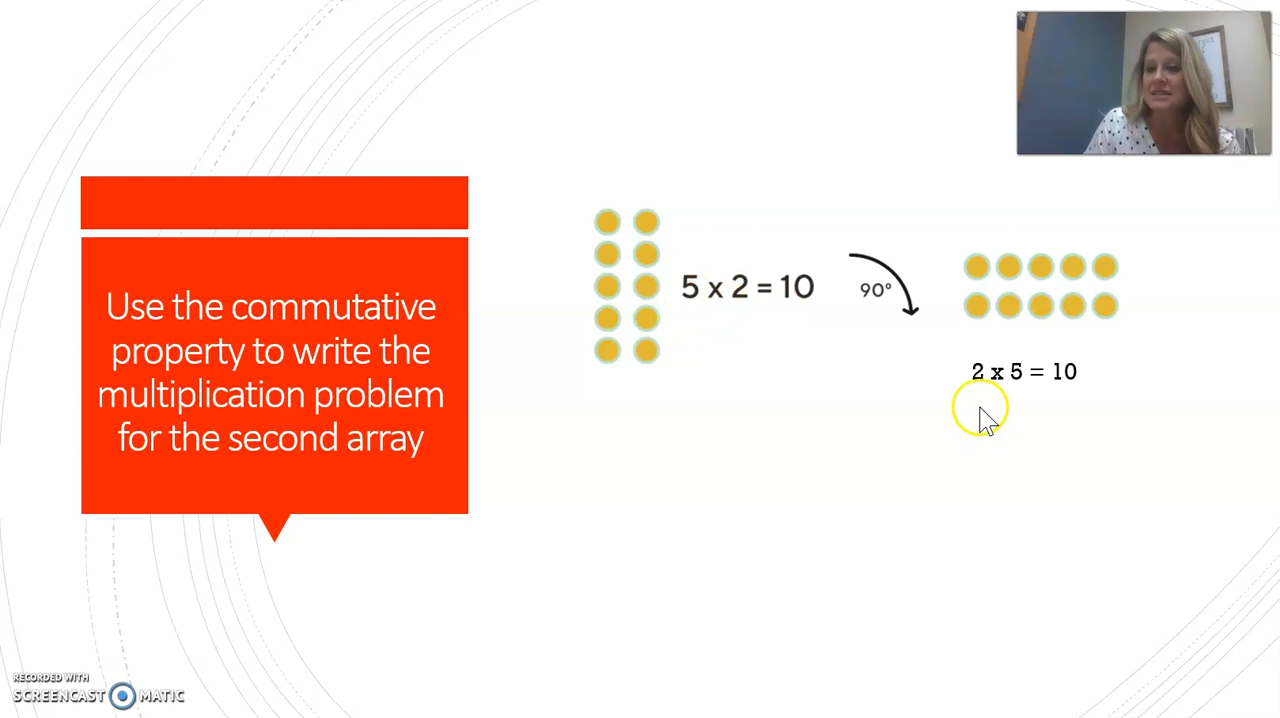 Use the commutative
property to write the
multiplication problem
for the second array
5 x 2 = 10
90°
2 x 5 = 10
RECORDED WITH
SCREENCAST MATIC